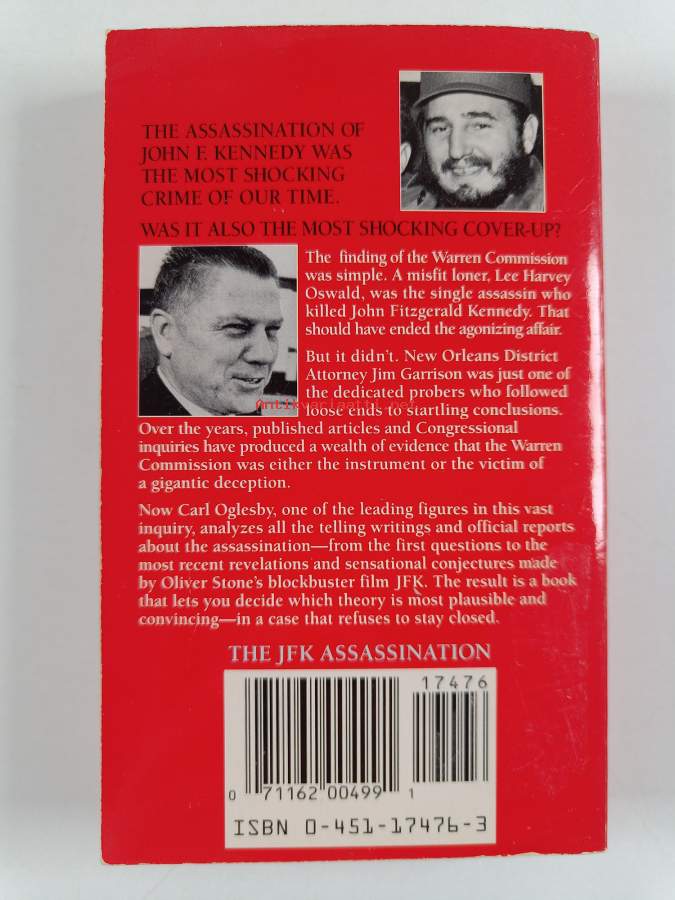 THE ASSASSINATION OF
JOHN F. KENNEDY WAS
THE MOST SHOCKING
CRIME OF OUR TIME.
WAS IT ALSO THE MOST SHOCKING COVER-UP?
The finding of the Warren Commission
was simple. A misfit loner, Lee Harvey
Oswald, was the single assassin who
killed John Fitzgerald Kennedy. That
should have ended the agonizing affair.
But it didn't. New Orleans District
Attorney Jim Garrison was just one of
the dedicated probers who followed
Antikvariaatti.net
loose ends to startling conclusions.
Over the years, published articles and Congressional
inquiries have produced a wealth of evidence that the Warren
Commission was either the instrument or the victim of
a gigantic deception.
Now Carl Oglesby, one of the leading figures in this vast
inquiry, analyzes all the telling writings and official reports
about the assassination—from the first questions to the
most recent revelations and sensational conjectures made
by Oliver Stone's blockbuster film JFK. The result is a book
that lets you decide which theory is most plausible and
convincing—in a case that refuses to stay closed.
THE JFK ASSASSINATION
17476
0 71162 00499 1
ISBN 0-451-17476-3